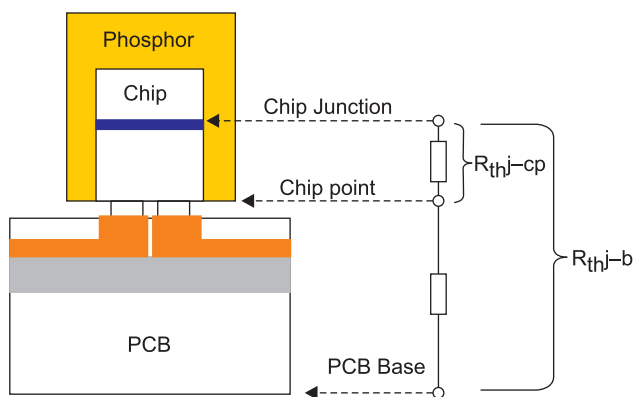 Phosphor
Chip
Chip Junction
Rthj–cp
Chip point
Rthj–b
PCB
PCB Base